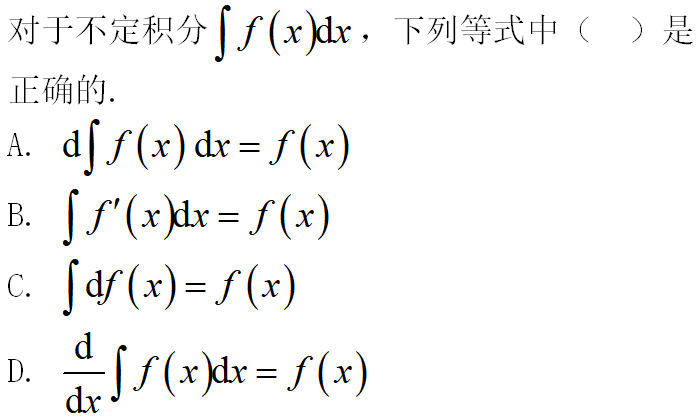 对于不定积分∫f(x)dx，下列等式中（ ）是
正确的.
A. d∫f(x)dx=f(x)
B. ∫f′(x)dx=f(x)
C. ∫df(x)=f(x)
D. d/dx∫f(x)dx=f(x)